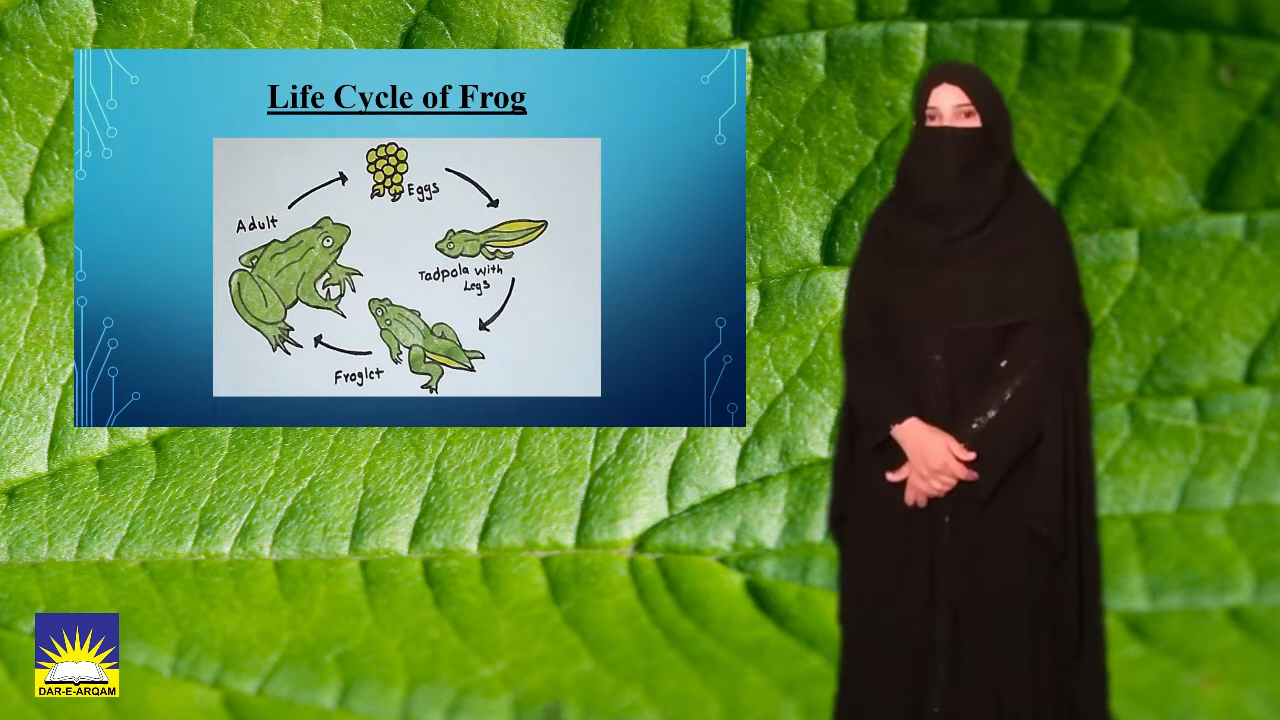 Life Cycle of Frog
Eggs
Adult
Tadpola with
Legs
Froglet
DAR-E-ARQAM